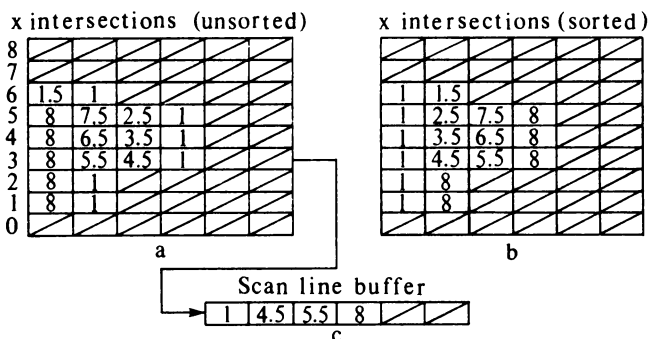 x intersections (unsorted)
8
7
6 1.5 1
5 8 7.5 2.5 1
4 8 6.5 3.5 1
3 8 5.5 4.5 1
2 8 1
1 8 1
0
a
x intersections (sorted)
1 1.5
1 2.5 7.5 8
1 3.5 6.5 8
1 4.5 5.5 8
1 8
1 8
b
Scan line buffer
1 4.5 5.5 8
c